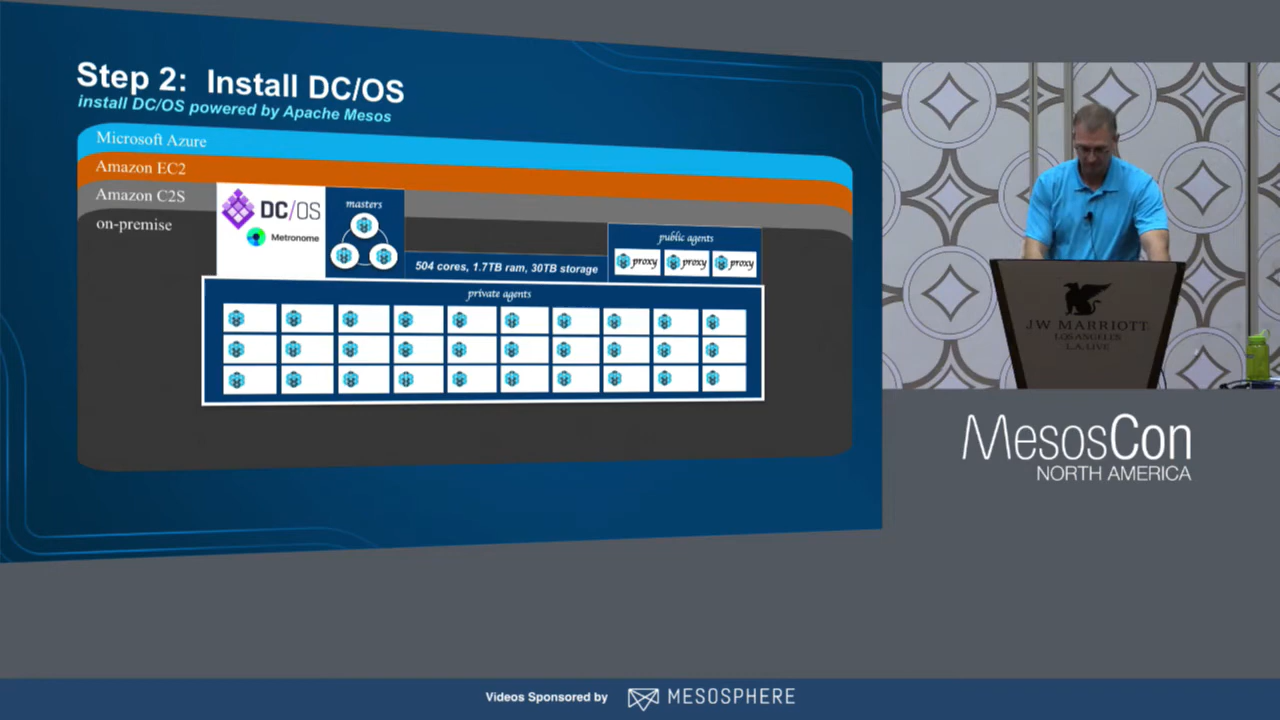 Step 2: Install DC/OS
install DC/OS powered by Apache Mesos
Microsoft Azure
Amazon EC2
Amazon C2S
on-premise
DC/OS
Metronome
masters
504 cores, 1.7TB ram, 30TB storage
public agents
proxy proxy proxy
private agents
JW MARRIOTT
LOS ANGELES
L.A. LIVE
MesosCon
NORTH AMERICA
Videos Sponsored by MESOSPHERE